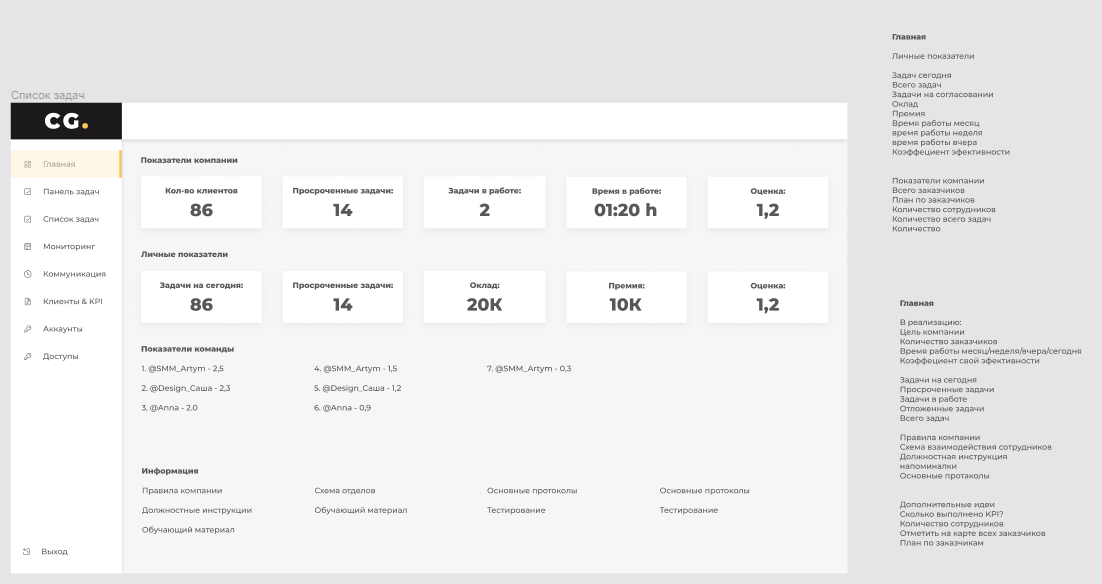 Список задач
CG.
Главная
Панель задач
Список задач
Мониторинг
Коммуникация
Клиенты & KPI
Аккаунты
Доступы
Выход
Показатели компании
Кол-во клиентов
86
Просроченные задачи:
14
Задачи в работе:
2
Время в работе:
01:20 h
Оценка:
1,2
Личные показатели
Задачи на сегодня:
86
Просроченные задачи:
14
Оклад:
20К
Премия:
10К
Оценка:
1,2
Показатели команды
1. @SMM_Artym - 2,5
2. @Design_Саша - 2,3
3. @Anna - 2.0
4. @SMM_Artym - 1,5
5. @Design_Саша - 1,2
6. @Anna - 0,9
7. @SMM_Artym - 0,3
Информация
Правила компании
Должностные инструкции
Обучающий материал
Схема отделов
Обучающий материал
Основные протоколы
Тестирование
Основные протоколы
Тестирование
Главная
Личные показатели
Задач сегодня
Всего задач
Задачи на согласовании
Оклад
Премия
Время работы месяц
время работы неделя
время работы вчера
Коэффециент эфективности
Показатели компании
Всего заказчиков
План по заказчиков
Количество сотрудников
Количество всего задач
Количество
Главная
В реализацию:
Цель компании
Количество заказчиков
Время работы месяц/неделя/вчера/сегодня
Коэффециент свой эфективности
Задачи на сегодня
Просроченные задачи
Задачи в работе
Отложенные задачи
Всего задач
Правила компании
Схема взаимодействия сотрудников
Должностная инструкция
напоминалки
Основные протаколы
Дополнительные идеи
Сколько выполнено KPI?
Количество сотрудников
Отметить на карте всех заказчиков
План по заказчикам